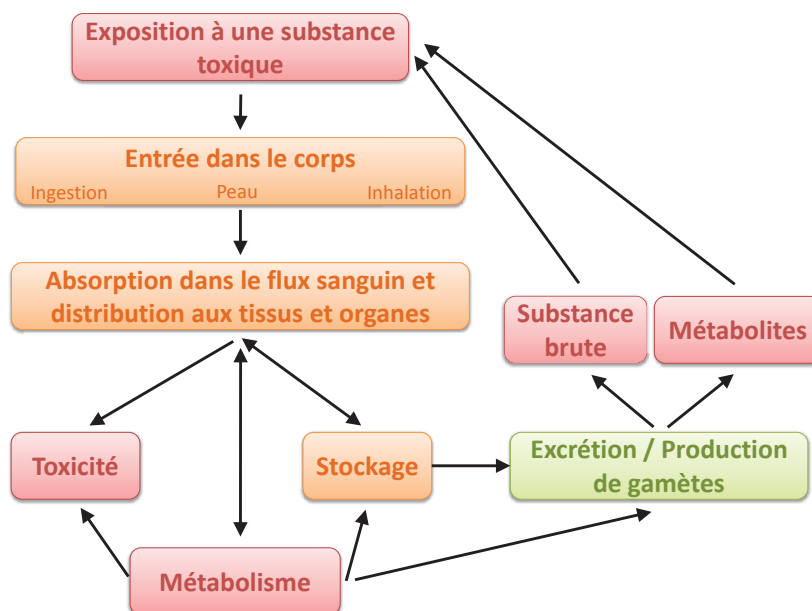 Exposition à une substance
toxique
Entrée dans le corps
Ingestion Peau Inhalation
Absorption dans le flux sanguin et
distribution aux tissus et organes
Substance
brute
Métabolites
Toxicité
Stockage
Excrétion / Production
de gamètes
Métabolisme